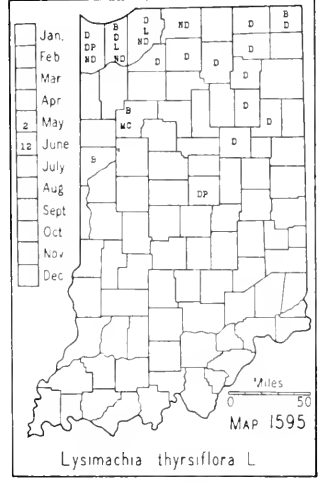 Jan.
Feb
Mar
Apr
2 May
12 June
July
Aug
Sept
Oct
Nov
Dec
D
DP
ND
B
D
L
ND
D
L
ND
ND
D
B
D
D
D
D
D
D
D
D
B
MC
D
S
DP
Miles
0 50
MAP 1595
Lysimachia thyrsiflora L